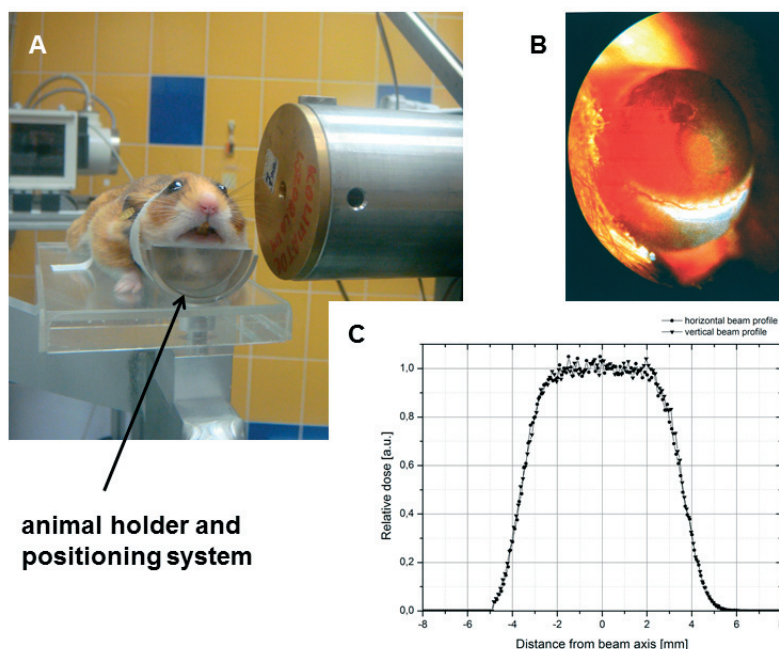 A
B
animal holder and
positioning system
C
horizontal beam profile
vertical beam profile
Relative dose [a.u.]
1,0
0,8
0,6
0,4
0,2
0,0
-8
-6
-4
-2
0
2
4
6
8
Distance from beam axis [mm]